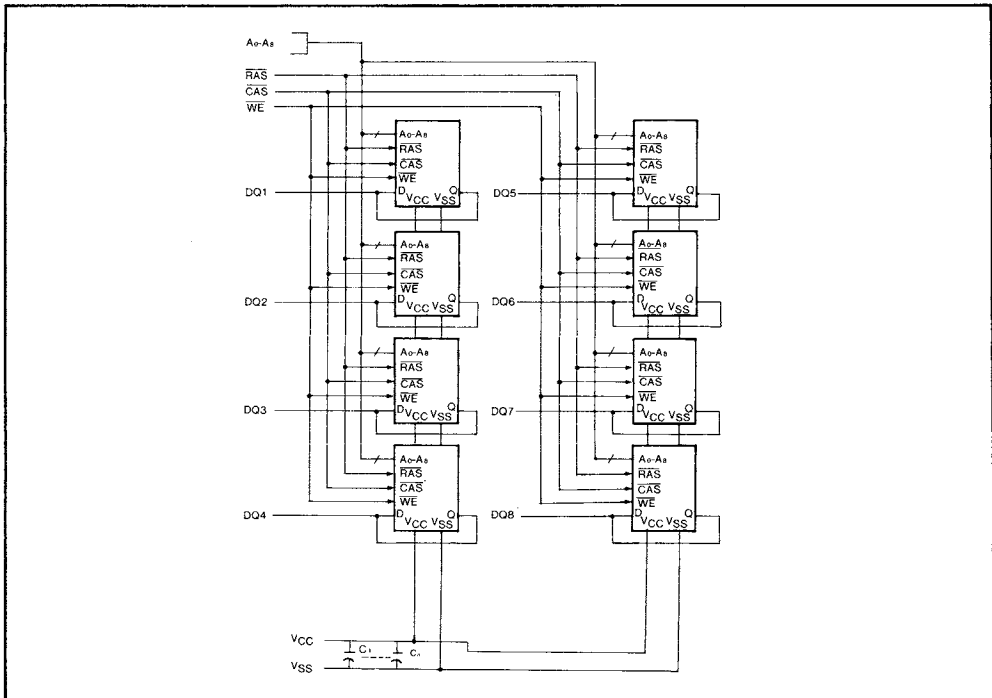 A₀-A₈
RAS
CAS
WE
A₀-A₈
RAS
CAS
WE
DQ1
D
VCC
VSS
Q
A₀-A₈
RAS
CAS
WE
DQ2
D
VCC
VSS
Q
A₀-A₈
RAS
CAS
WE
DQ3
D
VCC
VSS
Q
A₀-A₈
RAS
CAS
WE
DQ4
D
VCC
VSS
Q
A₀-A₈
RAS
CAS
WE
DQ5
D
VCC
VSS
Q
A₀-A₈
RAS
CAS
WE
DQ6
D
VCC
VSS
Q
A₀-A₈
RAS
CAS
WE
DQ7
D
VCC
VSS
Q
A₀-A₈
RAS
CAS
WE
DQ8
D
VCC
VSS
Q
VCC
C₁
VSS